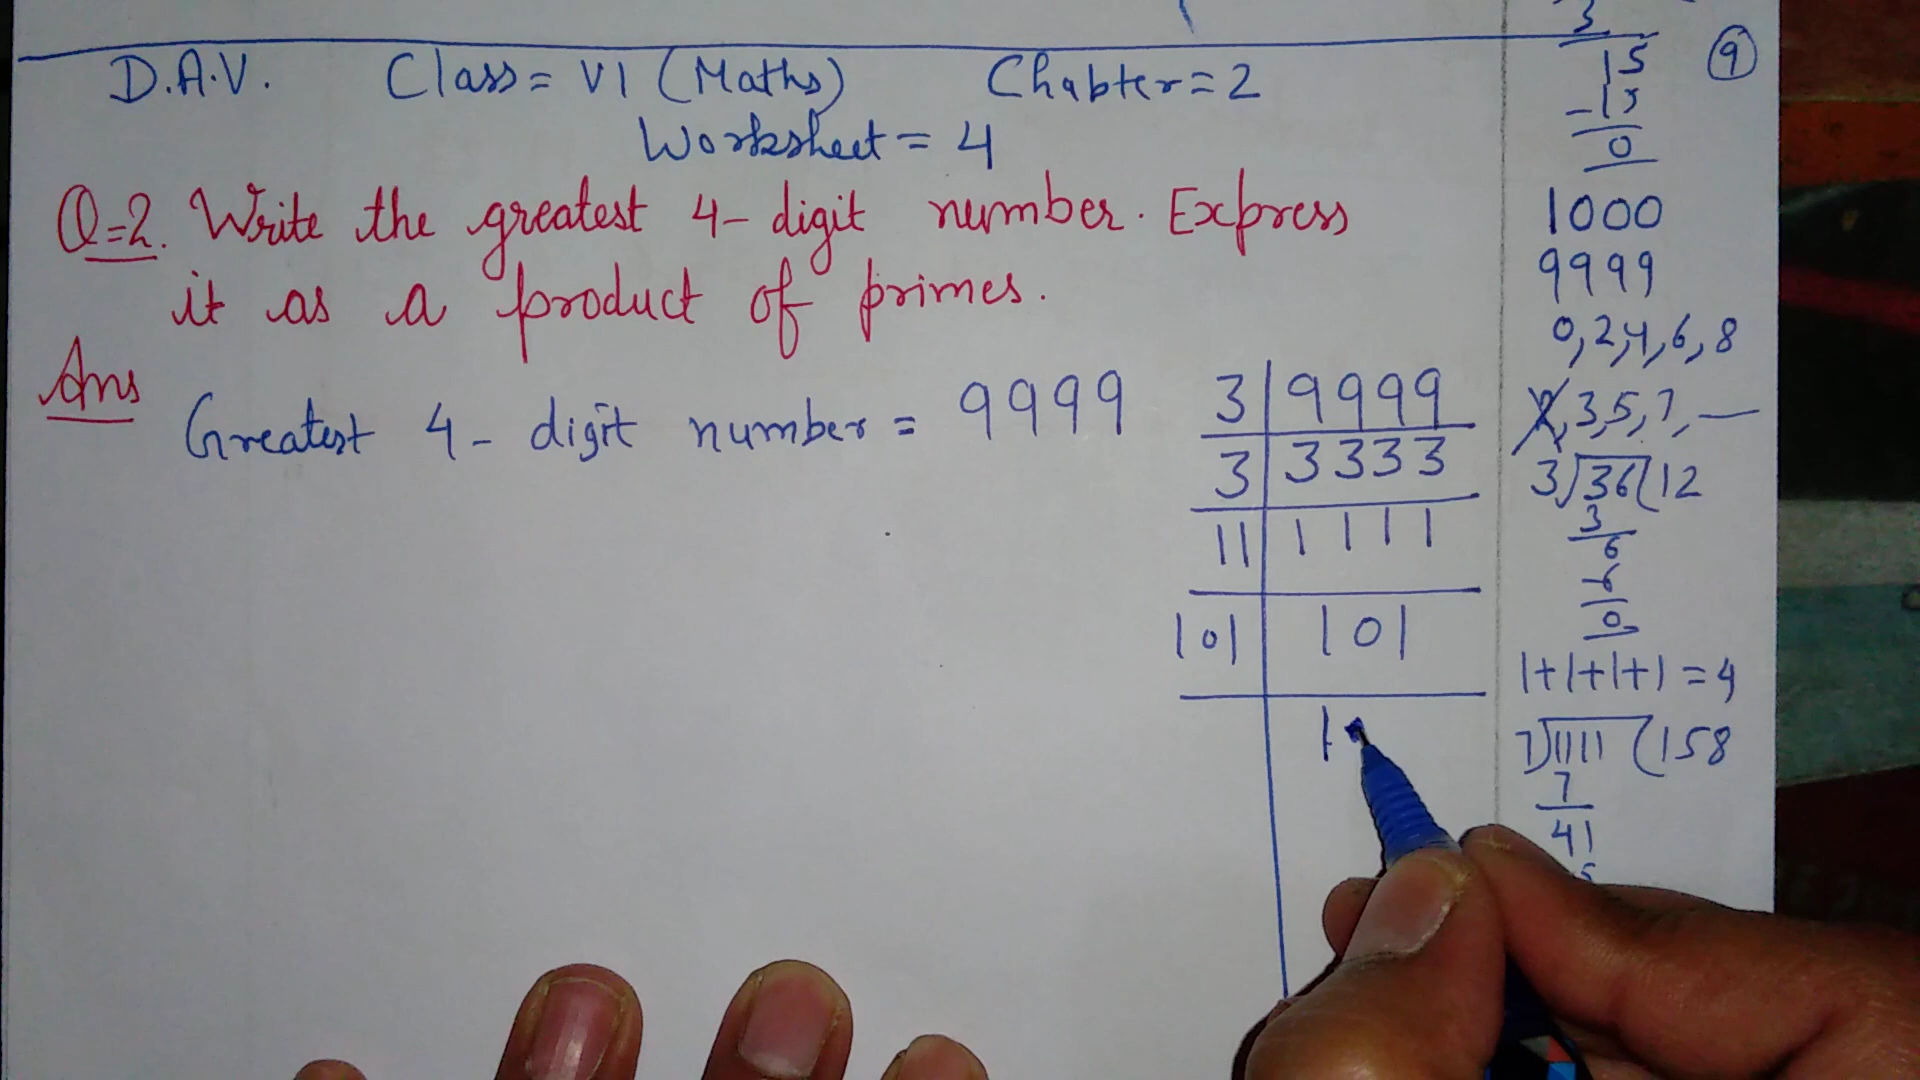 D.A.V. Class = VI (Maths) Chabter = 2
Worksheet = 4
Q=2. Write the greatest 4-digit number. Express
it as a product of primes.
Ans
Greatest 4-digit number = 9999
3 | 9999
3 | 3333
11 | 1111
101 | 101
1
3
15
-15
0
9
1000
9999
0,2,4,6,8
2,3,5,7,—
3)36(12
3
6
6
0
1+1+1+1=4
7)1111(158
7
41